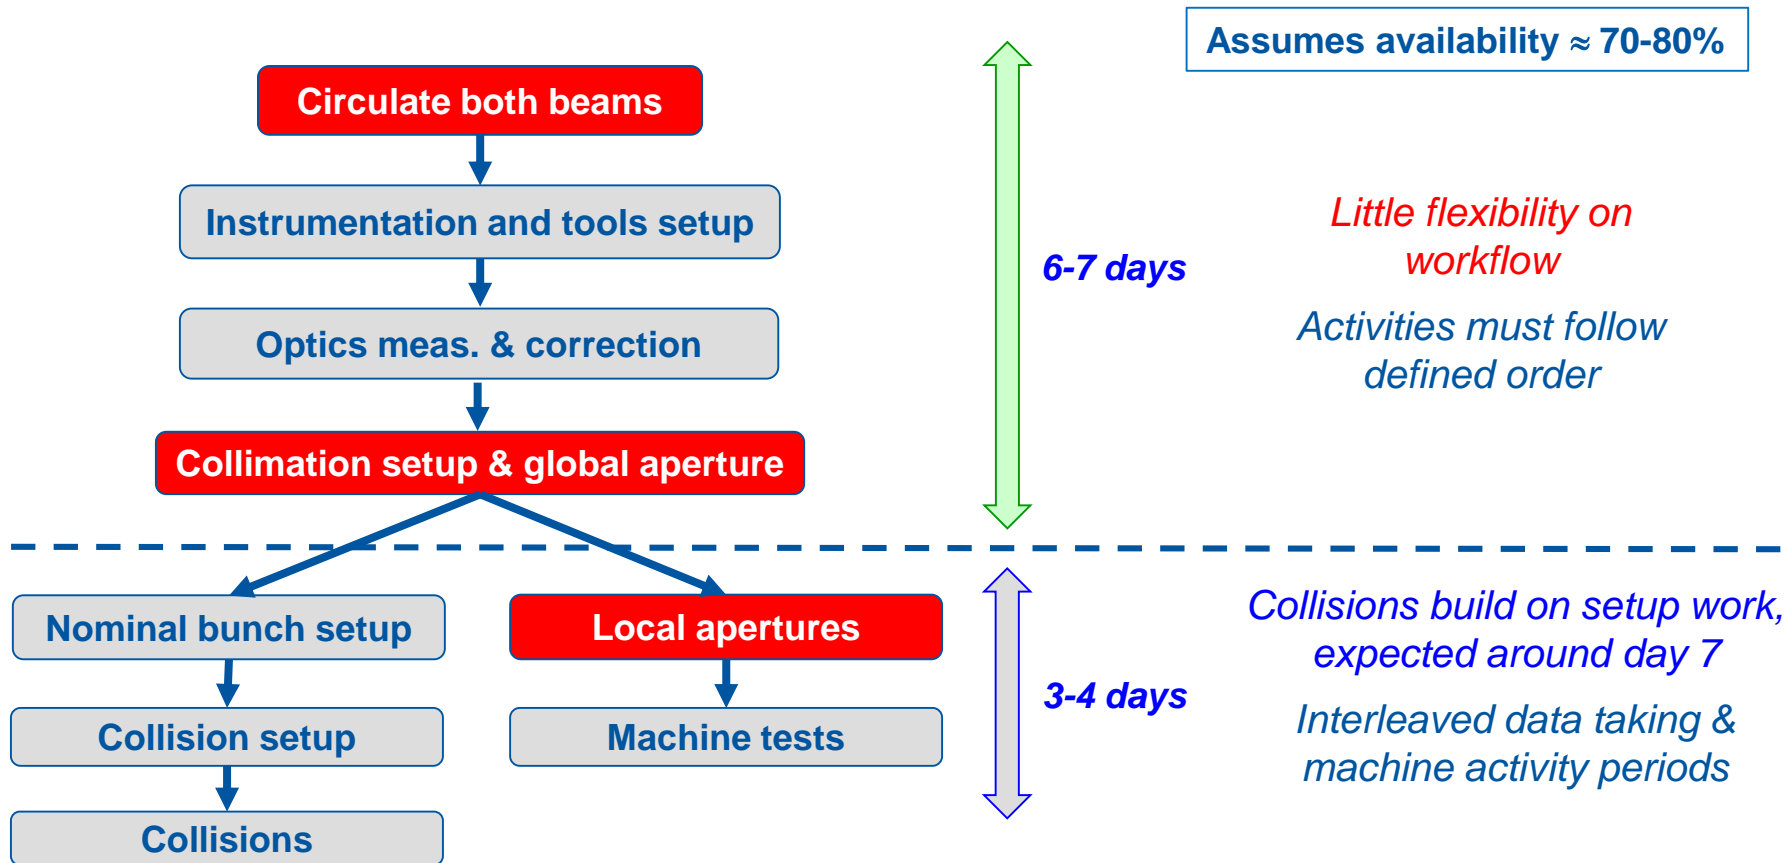 Assumes availability ≈ 70-80%
Circulate both beams
Instrumentation and tools setup
Optics meas. & correction
Collimation setup & global aperture
6-7 days
Little flexibility on
workflow
Activities must follow
defined order
Nominal bunch setup
Collision setup
Collisions
Local apertures
Machine tests
3-4 days
Collisions build on setup work,
expected around day 7
Interleaved data taking &
machine activity periods